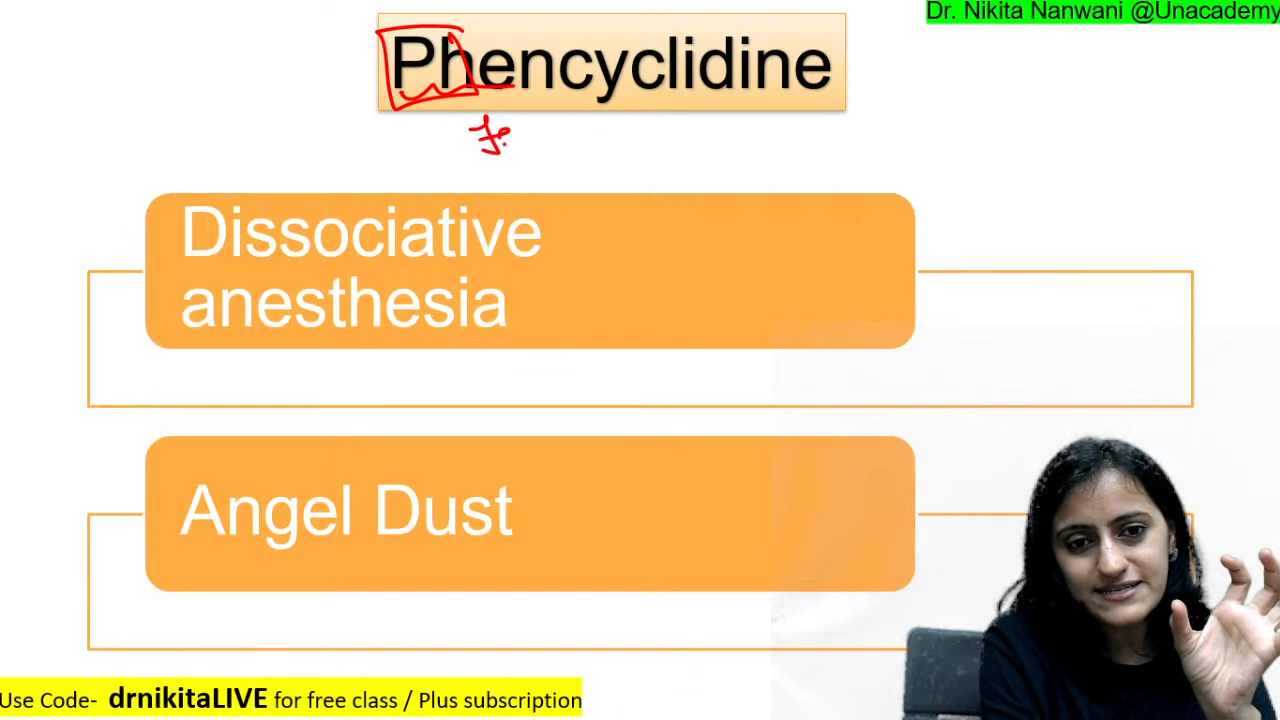 Dr. Nikita Nanwani @Unacademy
Phencyclidine
Dissociative
anesthesia
Angel Dust
Use Code- drnikitaLIVE for free class / Plus subscription